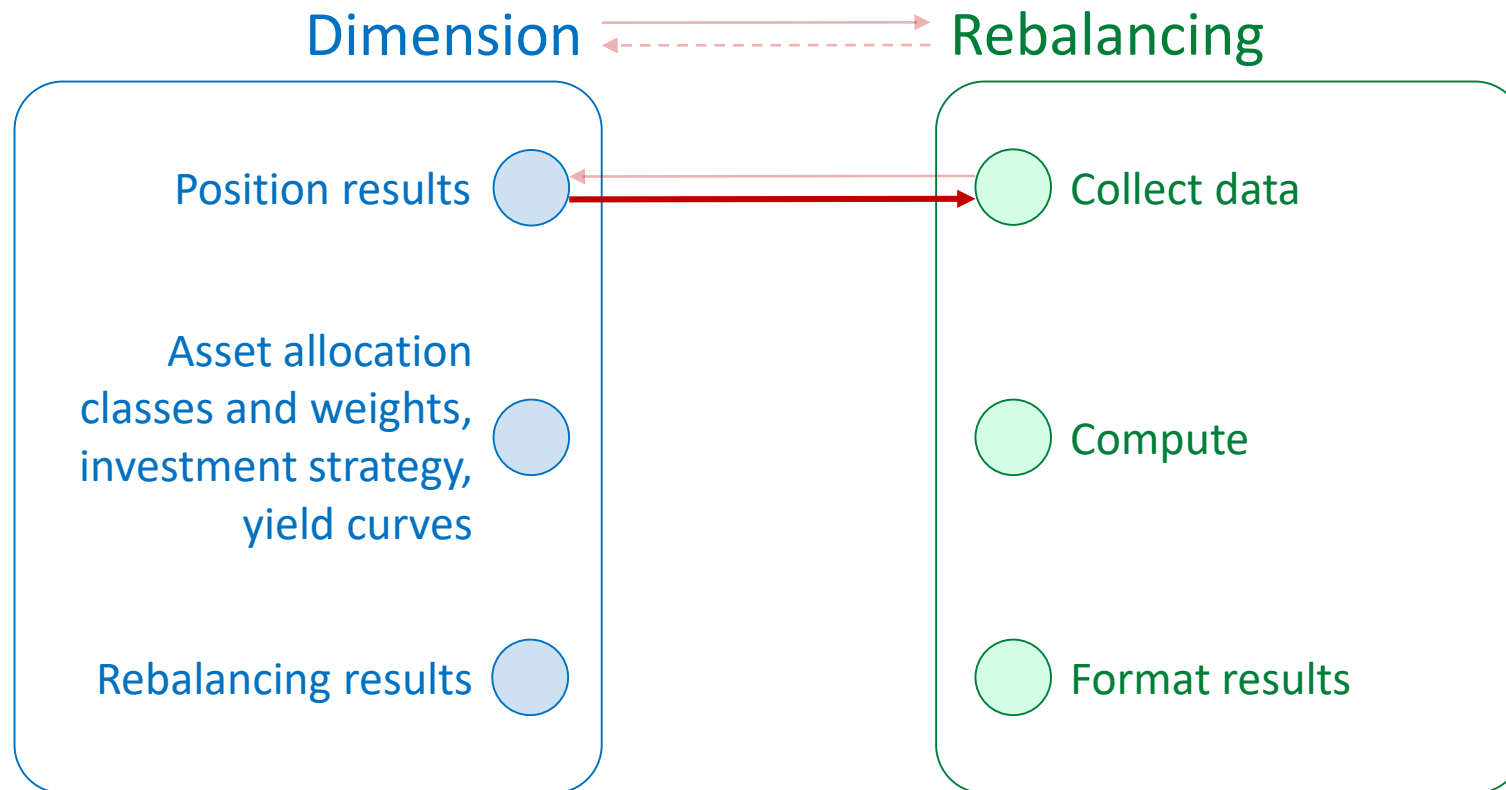 Dimension
Rebalancing
Position results
Collect data
Asset allocation
classes and weights,
investment strategy,
yield curves
Compute
Rebalancing results
Format results